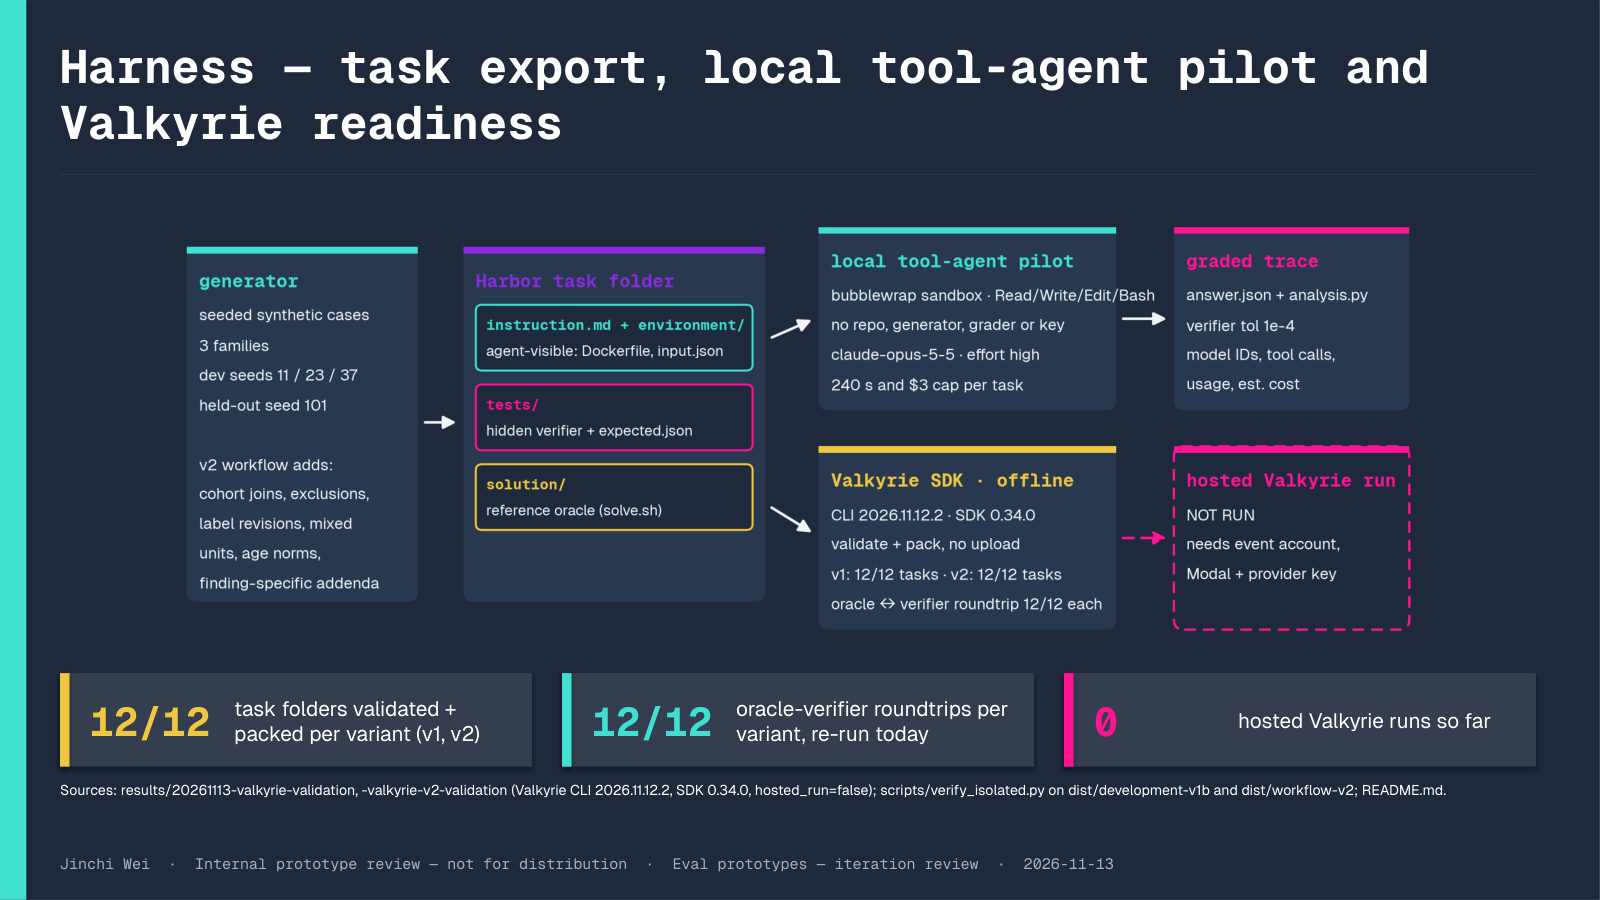 Harness — task export, local tool-agent pilot and
Valkyrie readiness
generator
seeded synthetic cases
3 families
dev seeds 11 / 23 / 37
held-out seed 101
v2 workflow adds:
cohort joins, exclusions,
label revisions, mixed
units, age norms,
finding-specific addenda
Harbor task folder
instruction.md + environment/
agent-visible: Dockerfile, input.json
tests/
hidden verifier + expected.json
solution/
reference oracle (solve.sh)
local tool-agent pilot
bubblewrap sandbox · Read/Write/Edit/Bash
no repo, generator, grader or key
claude-opus-5-5 · effort high
240 s and $3 cap per task
graded trace
answer.json + analysis.py
verifier tol 1e-4
model IDs, tool calls,
usage, est. cost
Valkyrie SDK · offline
CLI 2026.11.12.2 · SDK 0.34.0
validate + pack, no upload
v1: 12/12 tasks · v2: 12/12 tasks
oracle ↔ verifier roundtrip 12/12 each
hosted Valkyrie run
NOT RUN
needs event account,
Modal + provider key
12/12
task folders validated +
packed per variant (v1, v2)
12/12
oracle-verifier roundtrips per
variant, re-run today
0
hosted Valkyrie runs so far
Sources: results/20261113-valkyrie-validation, -valkyrie-v2-validation (Valkyrie CLI 2026.11.12.2, SDK 0.34.0, hosted_run=false); scripts/verify_isolated.py on dist/development-v1b and dist/workflow-v2; README.md.
Jinchi Wei · Internal prototype review — not for distribution · Eval prototypes — iteration review · 2026-11-13